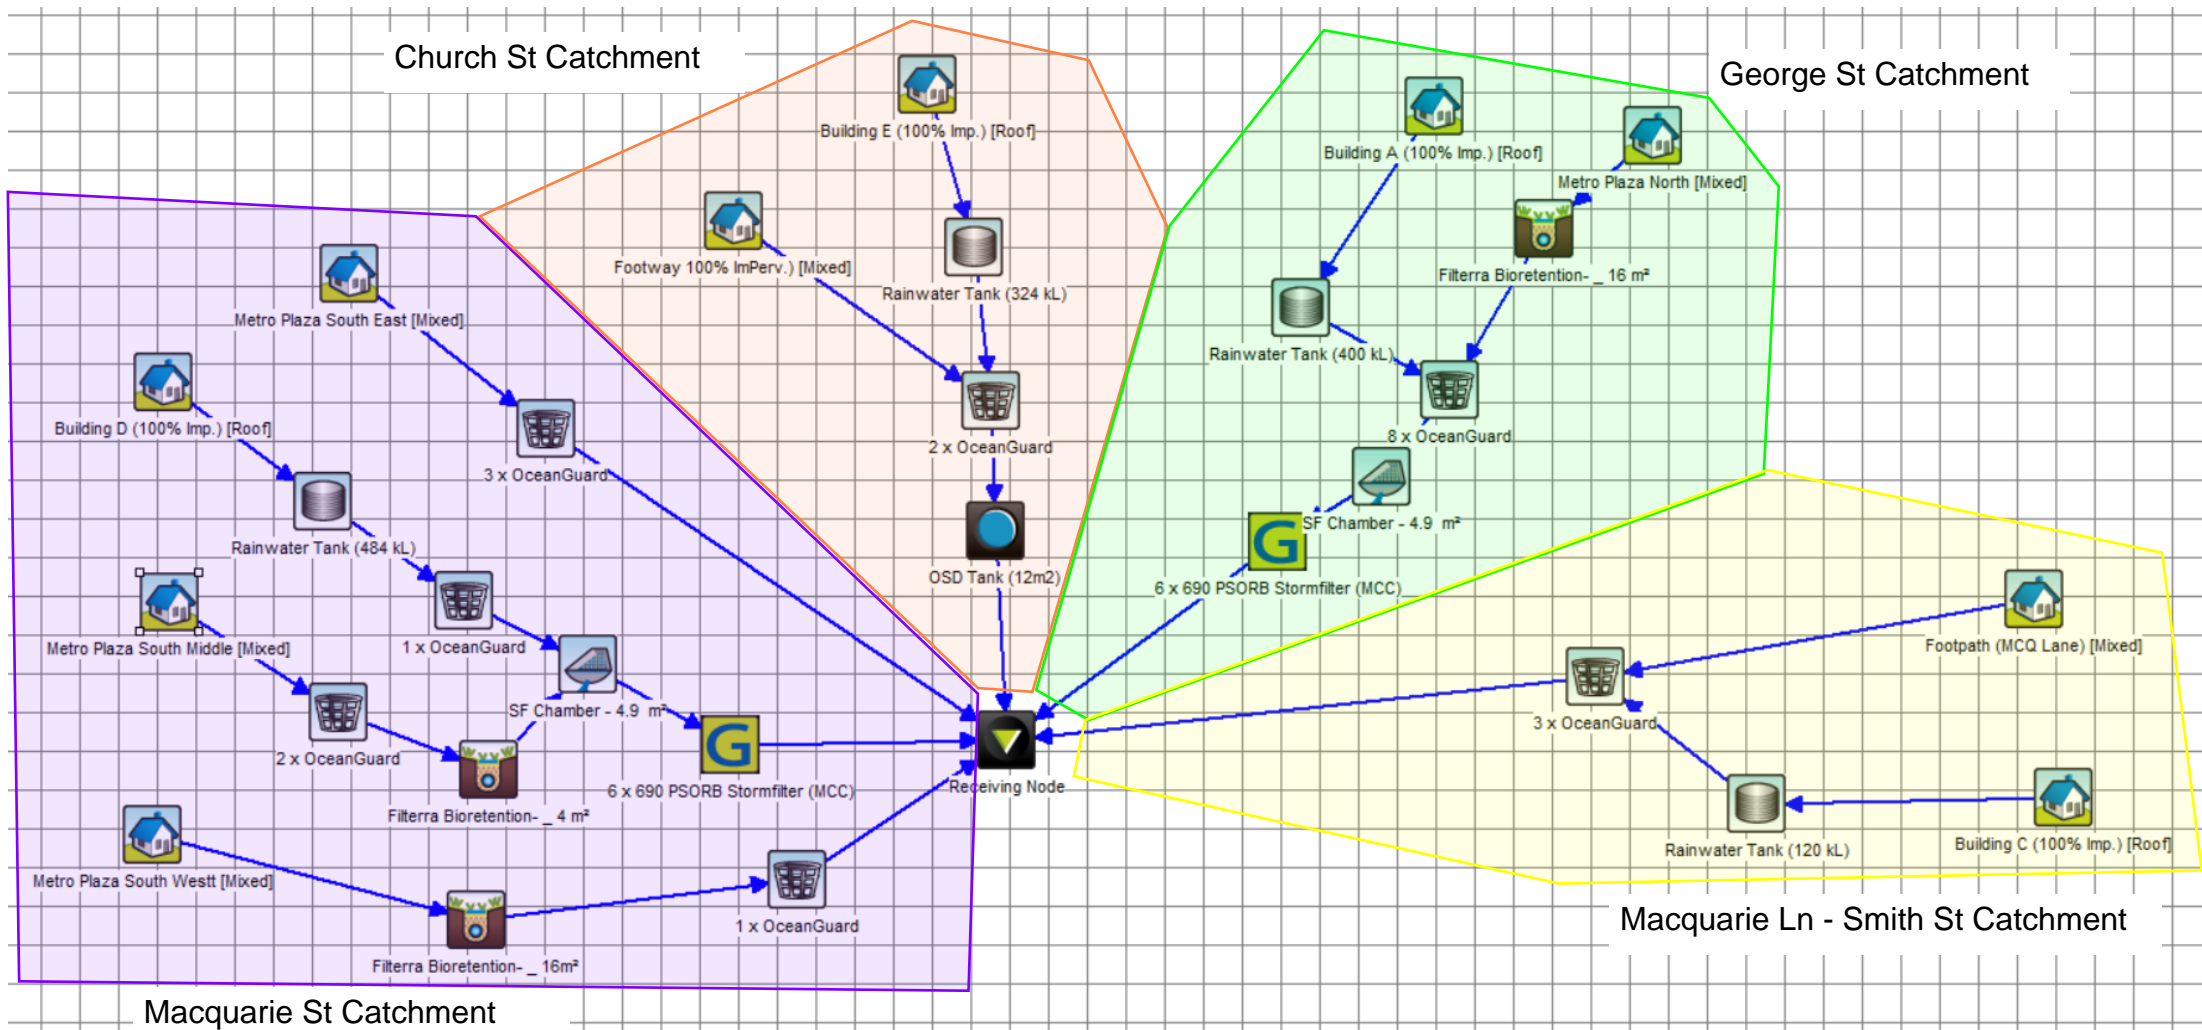 Church St Catchment
George St Catchment
Building E (100% Imp.) [Roof]
Building A (100% Imp.) [Roof]
Metro Plaza North [Mixed]
Footway 100% ImPerv.) [Mixed]
Rainwater Tank (324 kL)
Filterra Bioretention- _ 16 m²
Metro Plaza South East [Mixed]
Rainwater Tank (400 kL)
Building D (100% Imp.) [Roof]
8 x OceanGuard
2 x OceanGuard
3 x OceanGuard
SF Chamber - 4.9 m²
Rainwater Tank (484 kL)
OSD Tank (12m2)
G
6 x 690 PSORB Stormfilter (MCC)
Metro Plaza South Middle [Mixed]
1 x OceanGuard
Footpath (MCQ Lane) [Mixed]
SF Chamber - 4.9 m²
3 x OceanGuard
2 x OceanGuard
G
6 x 690 PSORB Stormfilter (MCC)
Receiving Node
Filterra Bioretention- _ 4 m²
Rainwater Tank (120 kL)
Building C (100% Imp.) [Roof]
Metro Plaza South Westt [Mixed]
1 x OceanGuard
Macquarie Ln - Smith St Catchment
Filterra Bioretention- _ 16m²
Macquarie St Catchment